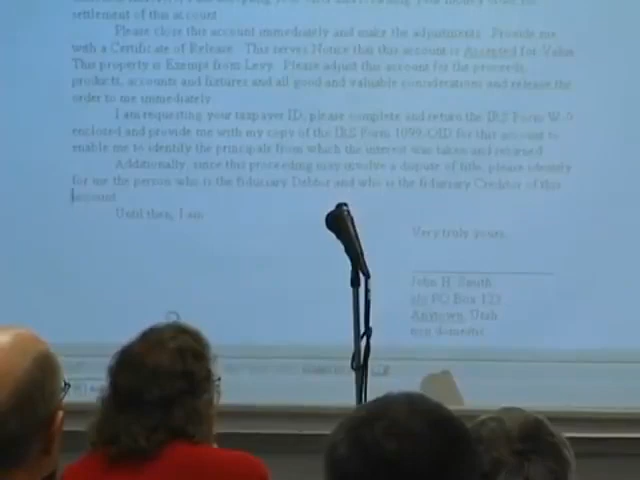 settlement of this account.
Please close this account immediately and make the adjustments. Provide me
with a Certificate of Release. This serves Notice that this account is Accepted for Value.
This property is Exempt from Levy. Please adjust this account for the proceeds,
products, accounts and fixtures and all good and valuable considerations and release the
order to me immediately.
I am requesting your taxpayer ID, please complete and return the IRS Form W-9
enclosed and provide me with my copy of the IRS Form 1099-OID for this account to
enable me to identify the principals from which the interest was taken and returned.
Additionally, since this proceeding may involve a dispute of title, please identify
for me the person who is the fiduciary Debtor and who is the fiduciary Creditor of this
account.
Until then, I am
Very truly yours,
John H. Smith
c/o PO Box 123
Anytown, Utah
non domestic